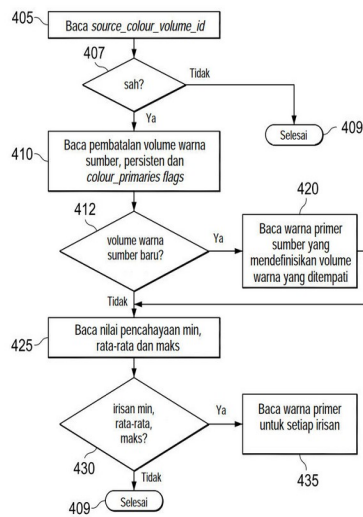 405
Baca source_colour_volume_id
407
sah?
Tidak
Ya
Selesai
409
410
Baca pembatalan volume warna
sumber, persisten dan
colour_primaries flags
412
volume warna
sumber baru?
Ya
Tidak
420
Baca warna primer
sumber yang
mendefinisikan volume
warna yang ditempati
425
Baca nilai pencahayaan min,
rata-rata dan maks
irisan min,
rata-rata,
maks?
430
Ya
Tidak
Baca warna primer
untuk setiap irisan
435
409
Selesai